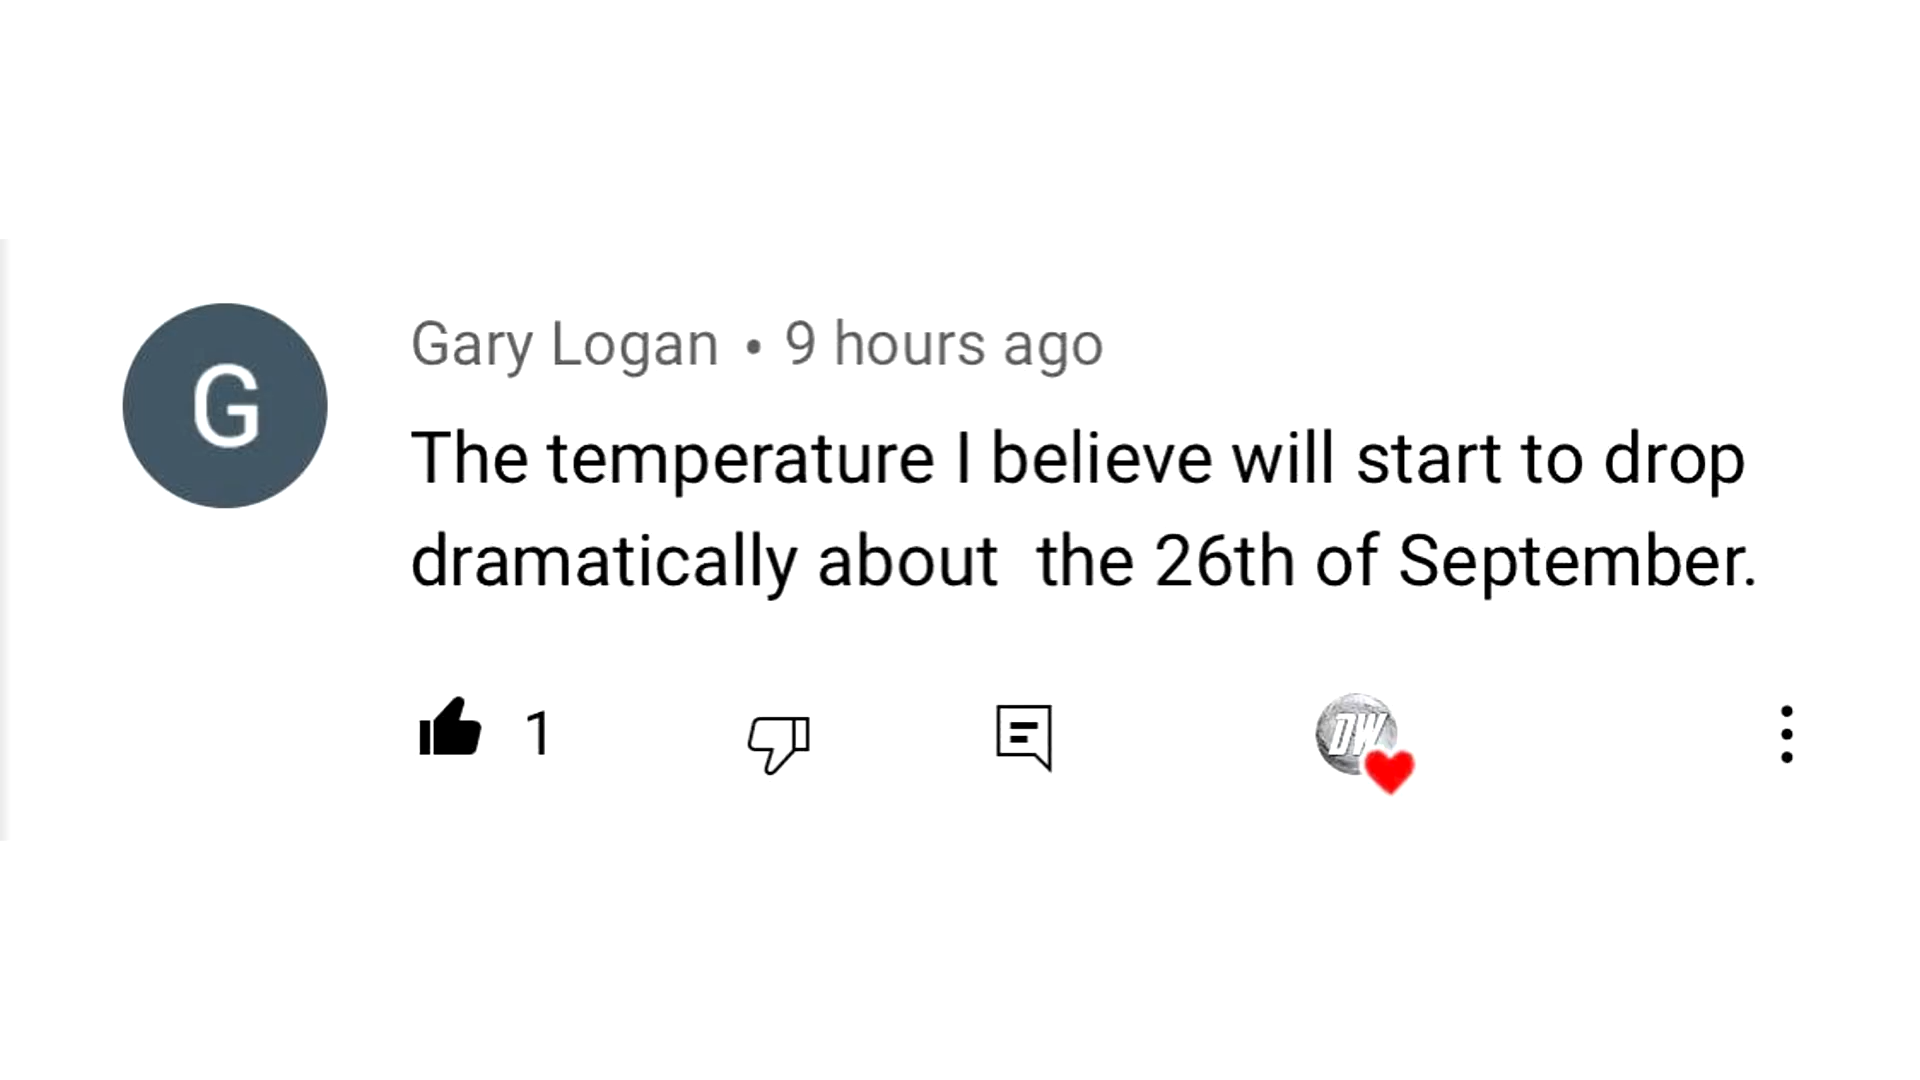 G
Gary Logan • 9 hours ago
The temperature I believe will start to drop
dramatically about  the 26th of September.
1
DW